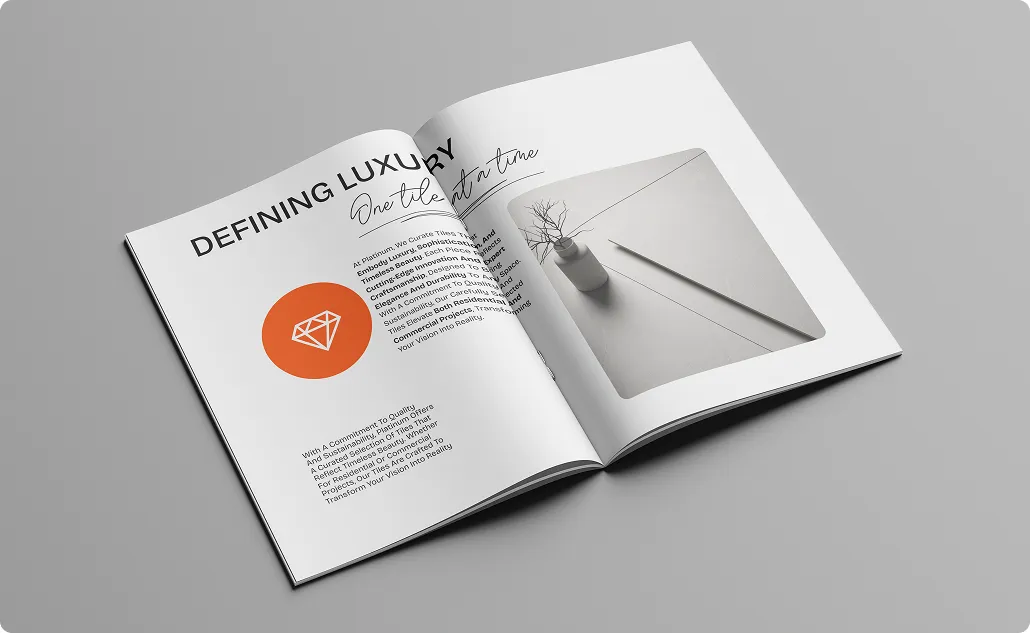 DEFINING LUXURY
One tile at a time
At Platinum, We Curate Tiles That
Embody Luxury, Sophistication, And
Timeless Beauty. Each Piece Reflects
Cutting-Edge Innovation And Expert
Craftsmanship, Designed To Bring
Elegance And Durability To Any Space.
With A Commitment To Quality And
Sustainability, Our Carefully Selected
Tiles Elevate Both Residential And
Commercial Projects, Transforming
Your Vision Into Reality.
With A Commitment To Quality
And Sustainability, Platinum Offers
A Curated Selection Of Tiles That
Reflect Timeless Beauty. Whether
For Residential Or Commercial
Projects, Our Tiles Are Crafted To
Transform Your Vision Into Reality